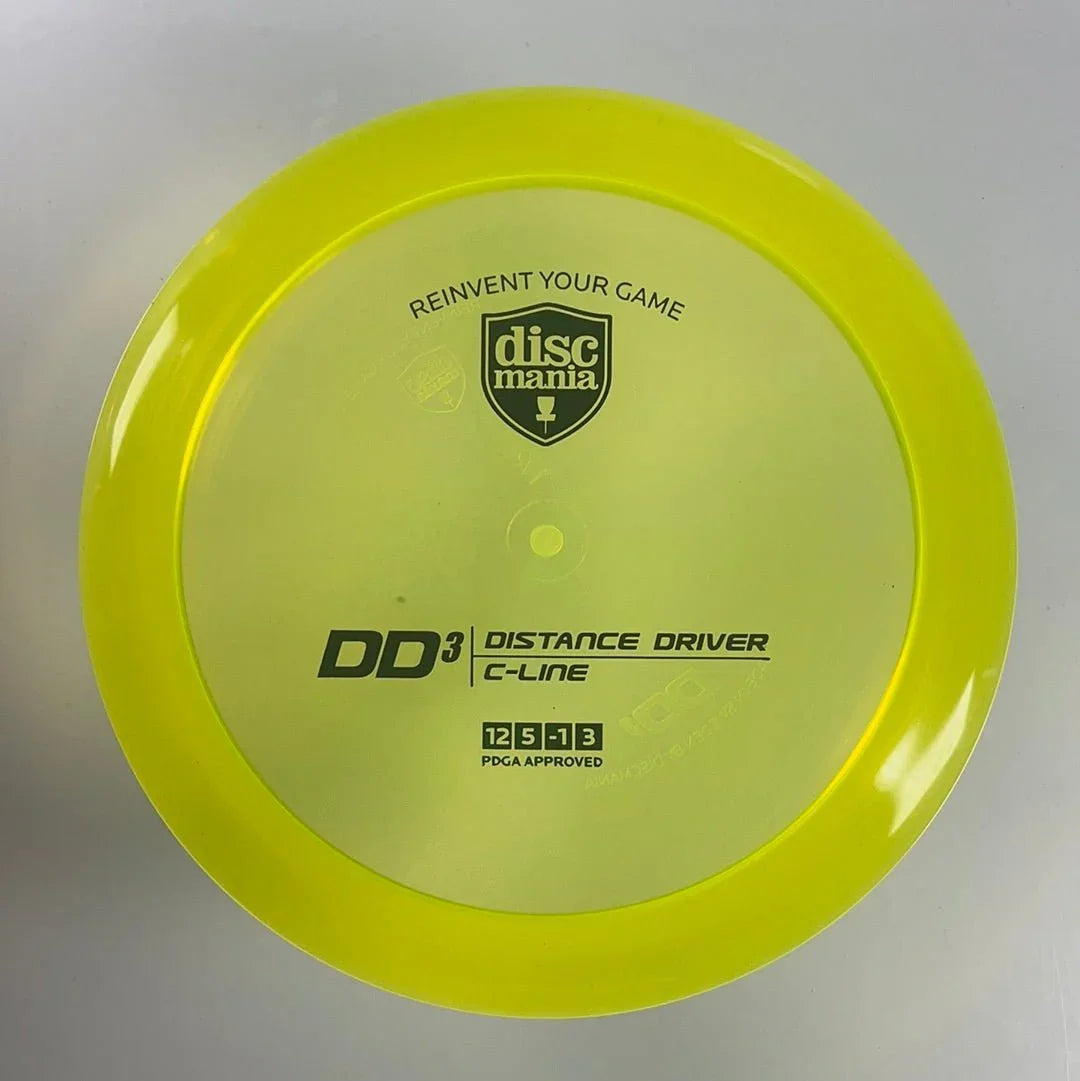 REINVENT YOUR GAME
disc
mania
DD³ DISTANCE DRIVER
C-LINE
12 5 -1 3
PDGA APPROVED